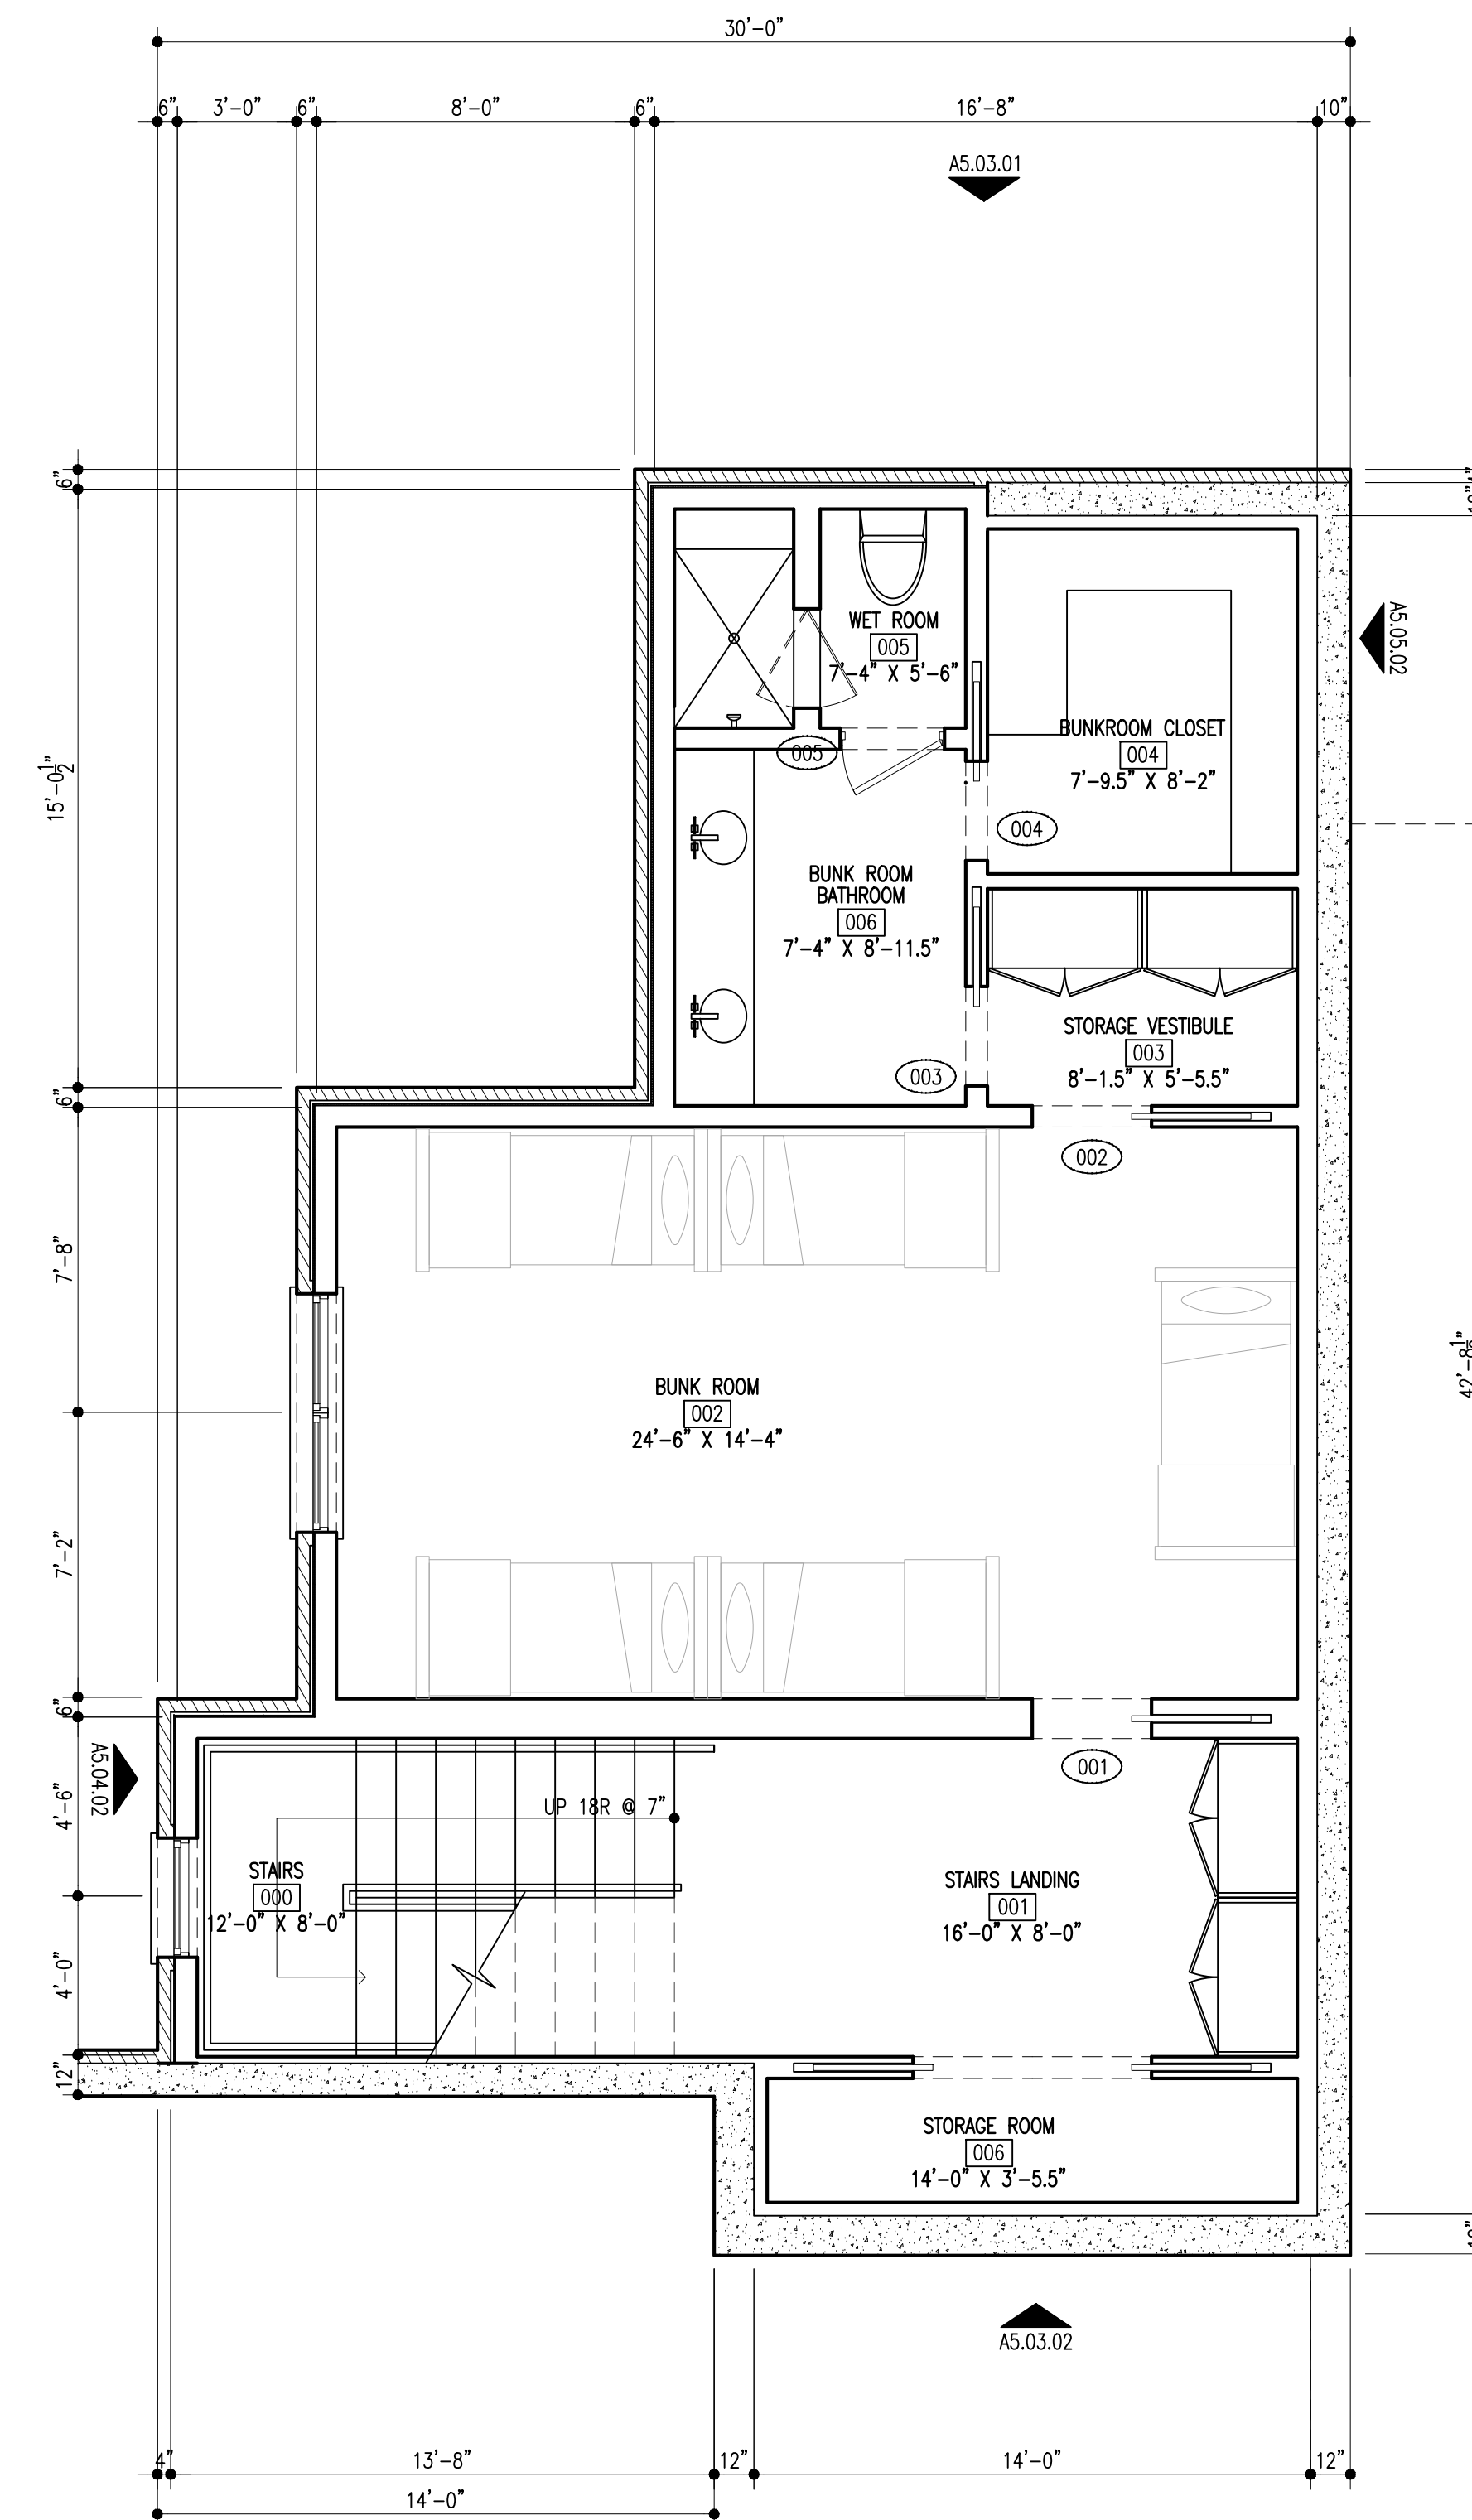 30'-0"
6" 3'-0" 6" 8'-0" 6" 16'-8" 10"
A5.03.01
6"
A5.05.02
WET ROOM
005
7'-4" X 5'-6"
BUNKROOM CLOSET
004
7'-9.5" X 8'-2"
005
15'-0 1/2"
004
BUNK ROOM
BATHROOM
006
7'-4" X 8'-11.5"
STORAGE VESTIBULE
003
8'-1.5" X 5'-5.5"
003
6"
002
7'-8"
BUNK ROOM
002
24'-6" X 14'-4"
7'-2"
6"
A5.04.02
001
4'-6"
UP 18R @ 7"
STAIRS
000
12'-0" X 8'-0"
STAIRS LANDING
001
16'-0" X 8'-0"
4'-0"
12"
STORAGE ROOM
006
14'-0" X 3'-5.5"
A5.03.02
4" 13'-8" 12" 14'-0" 12"
14'-0"